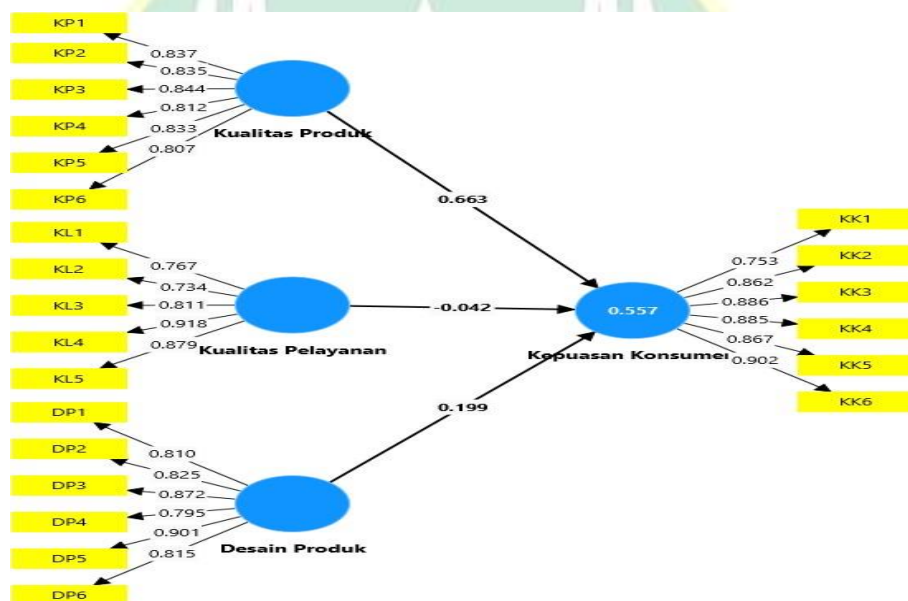 KP1
KP2
KP3
KP4
KP5
KP6
0.837
0.835
0.844
0.812
0.833
0.807
Kualitas Produk
0.663
KL1
KL2
KL3
KL4
KL5
0.767
0.734
0.811
0.918
0.879
Kualitas Pelayanan
-0.042
DP1
DP2
DP3
DP4
DP5
DP6
0.810
0.825
0.872
0.795
0.901
0.815
Desain Produk
0.199
0.557
Kepuasan Konsumen
0.753
0.862
0.886
0.885
0.867
0.902
KK1
KK2
KK3
KK4
KK5
KK6